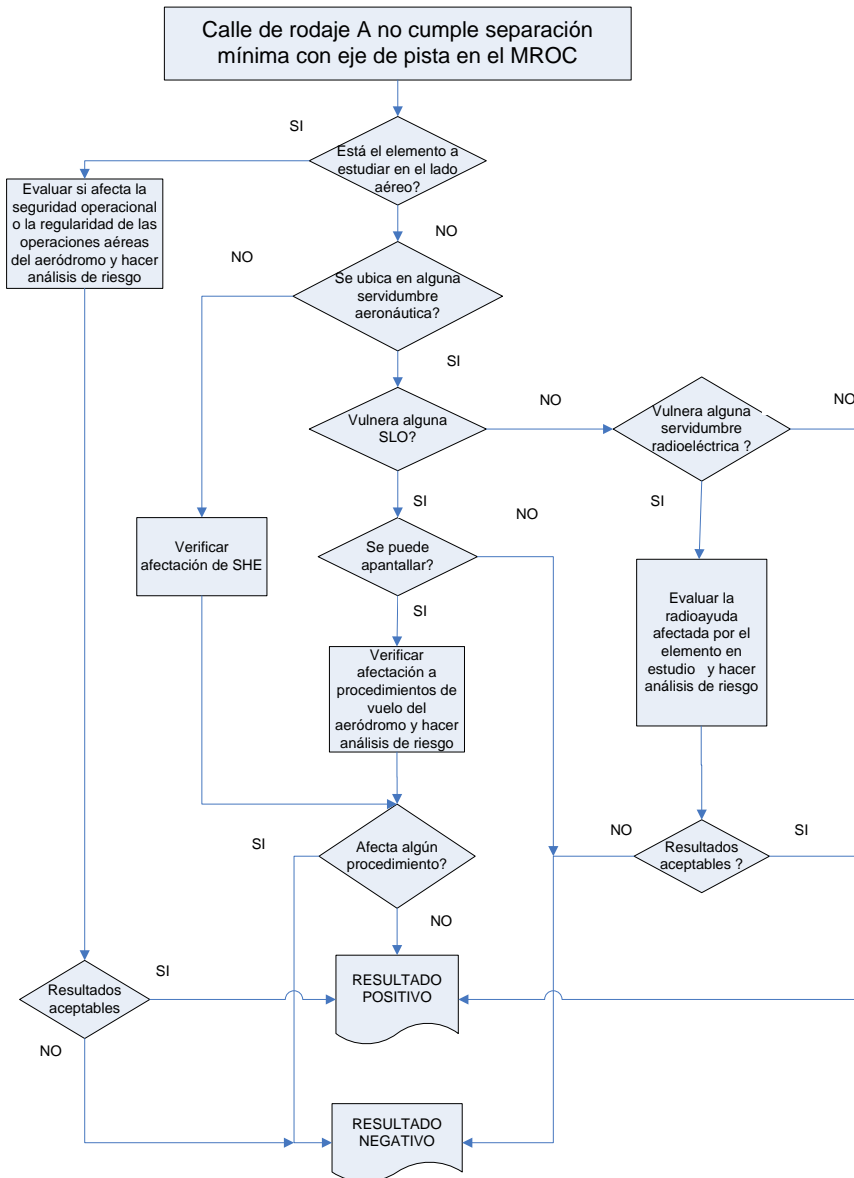 Calle de rodaje A no cumple separación
mínima con eje de pista en el MROC
SI
Está el elemento a
estudiar en el lado
aéreo?
Evaluar si afecta la
seguridad operacional
o la regularidad de las
operaciones aéreas
del aeródromo y hacer
análisis de riesgo
NO
NO
Se ubica en alguna
servidumbre
aeronáutica?
SI
NO
NO
Vulnera alguna
SLO?
Vulnera alguna
servidumbre
radioeléctrica ?
SI
NO
SI
Verificar
afectación de SHE
Se puede
apantallar?
SI
Evaluar la
radioayuda
afectada por el
elemento en
estudio y hacer
análisis de riesgo
Verificar
afectación a
procedimientos de
vuelo del
aeródromo y hacer
análisis de riesgo
SI
Afecta algún
procedimiento?
NO
Resultados
aceptables ?
SI
NO
Resultados
aceptables
SI
RESULTADO
POSITIVO
NO
RESULTADO
NEGATIVO